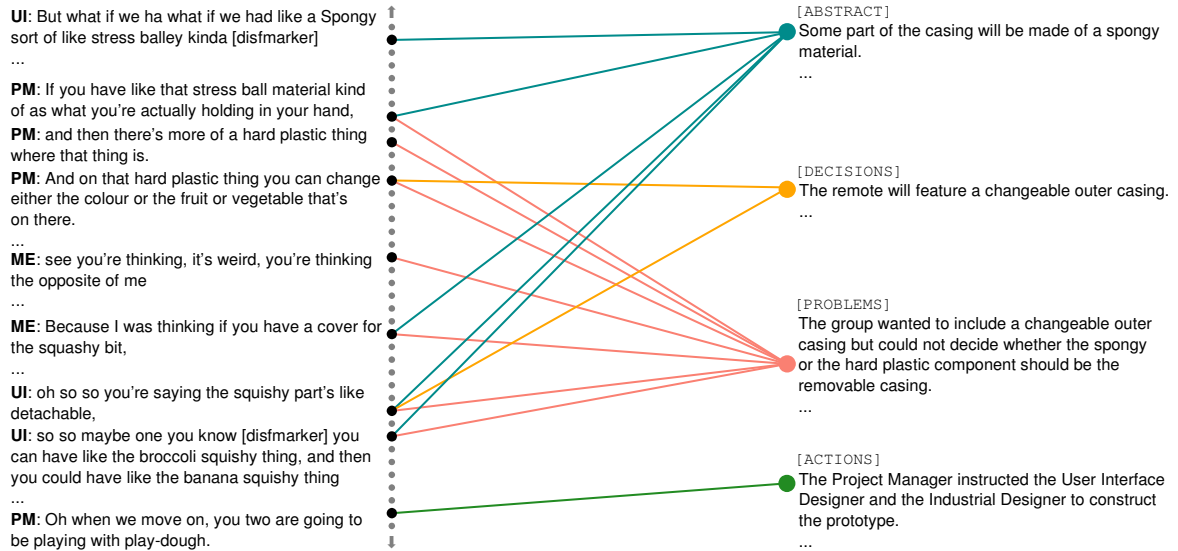 UI: But what if we ha what if we had like a Spongy
sort of like stress balley kinda [disfmarker]
...
PM: If you have like that stress ball material kind
of as what you're actually holding in your hand,
PM: and then there's more of a hard plastic thing
where that thing is.
PM: And on that hard plastic thing you can change
either the colour or the fruit or vegetable that's
on there.
...
ME: see you're thinking, it's weird, you're thinking
the opposite of me
...
ME: Because I was thinking if you have a cover for
the squashy bit,
...
UI: oh so so you're saying the squishy part's like
detachable,
UI: so so maybe one you know [disfmarker] you
can have like the broccoli squishy thing, and then
you could have like the banana squishy thing
...
PM: Oh when we move on, you two are going to
be playing with play-dough.
[ABSTRACT]
Some part of the casing will be made of a spongy
material.
...
[DECISIONS]
The remote will feature a changeable outer casing.
...
[PROBLEMS]
The group wanted to include a changeable outer
casing but could not decide whether the spongy
or the hard plastic component should be the
removable casing.
...
[ACTIONS]
The Project Manager instructed the User Interface
Designer and the Industrial Designer to construct
the prototype.
...